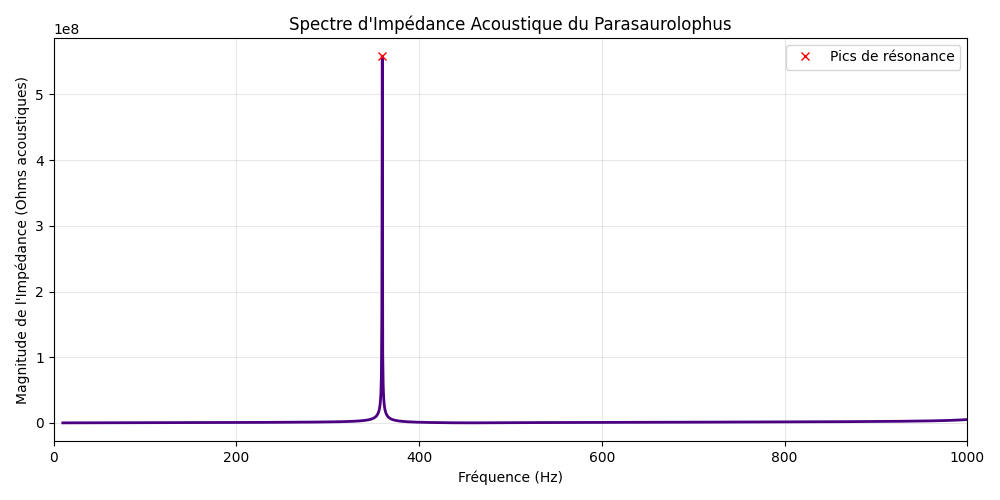 Spectre d'Impédance Acoustique du Parasaurolophus
1e8
Pics de résonance
Magnitude de l'Impédance (Ohms acoustiques)
5
4
3
2
1
0
0 200 400 600 800 1000
Fréquence (Hz)